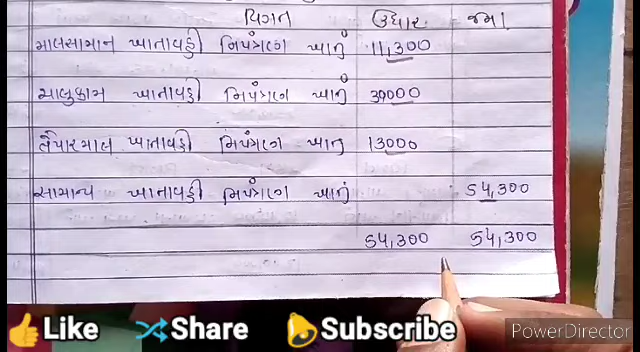 વિગત ઉધાર જમા
માલસામાન ખાતાવહી નિયંત્રણ ખાનું 11,300
ચાલુકામ ખાતાવહી નિયંત્રણ ખાનું 30000
તૈયારમાલ ખાતાવહી નિયંત્રણ ખાનું 13000
સામાન્ય ખાતાવહી નિયંત્રણ ખાનું 54,300
54,300 54,300
Like Share Subscribe PowerDirector